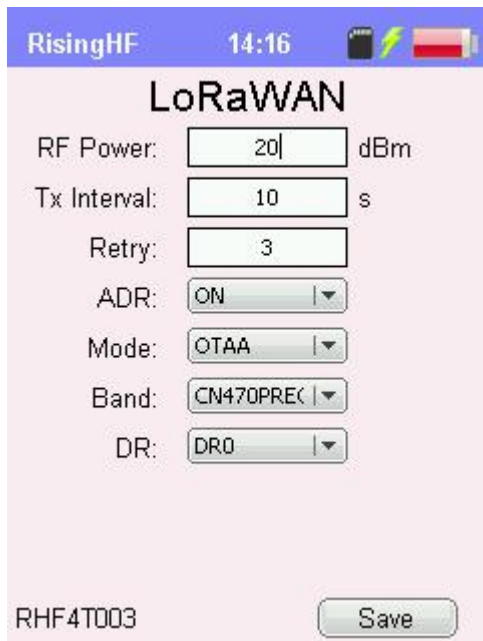 RisingHF 14:16
LoRaWAN
RF Power: 20 dBm
Tx Interval: 10 s
Retry: 3
ADR: ON
Mode: OTAA
Band: CN470PRE
DR: DR0
RHF4T003 Save